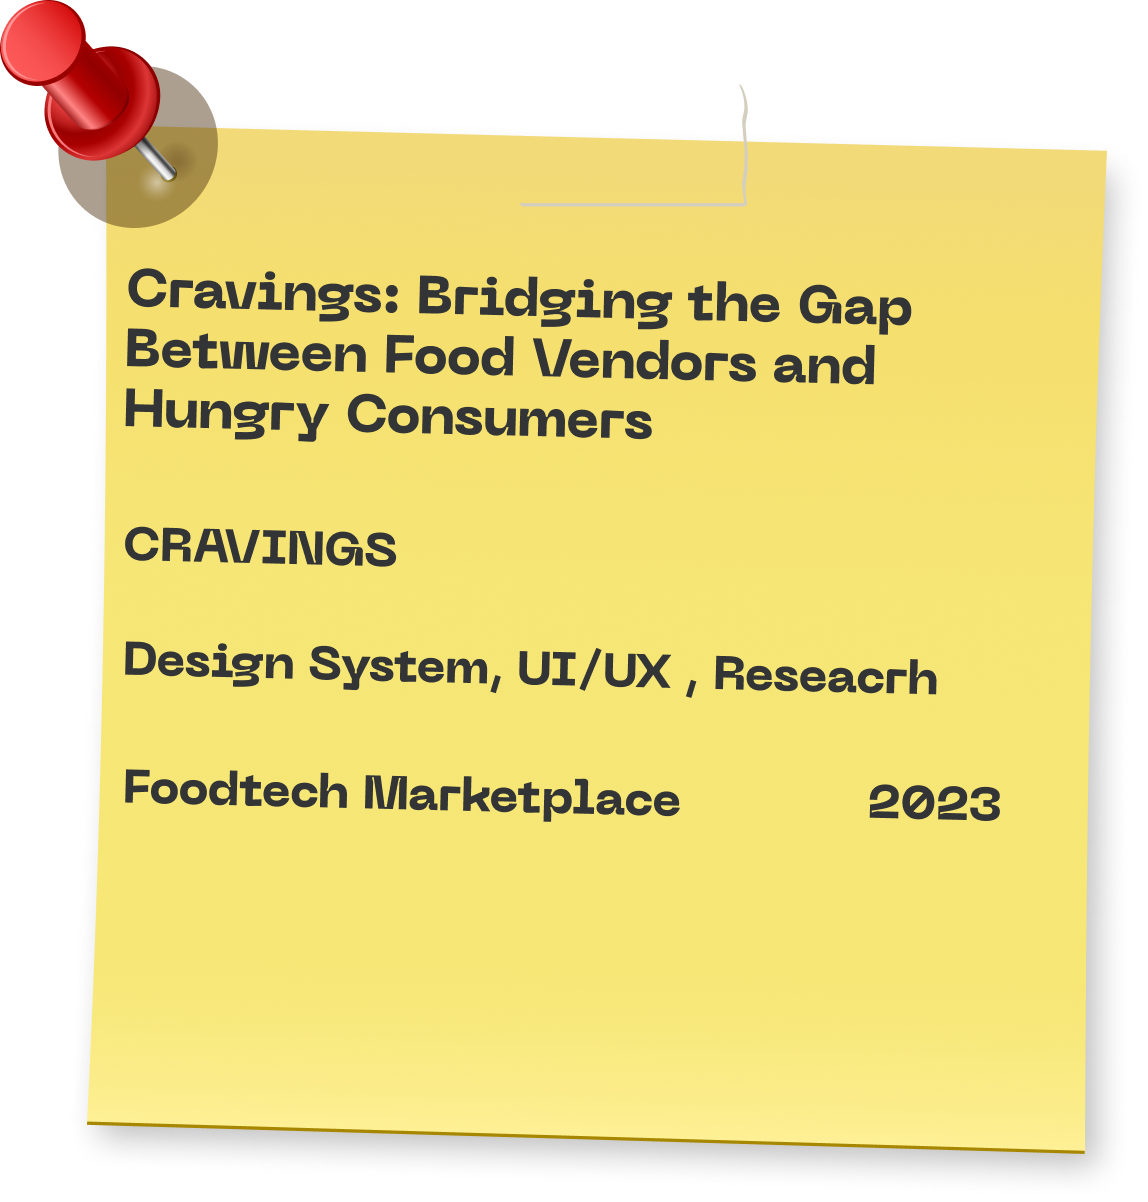 Cravings: Bridging the Gap
Between Food Vendors and
Hungry Consumers
CRAVINGS
Design System, UI/UX , Reseacrh
Foodtech Marketplace 2023